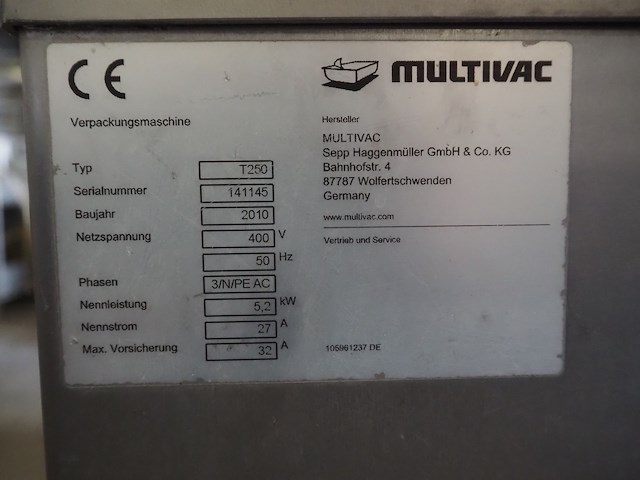 CE
MULTIVAC
Verpackungsmaschine
Typ T250
Serialnummer 141145
Baujahr 2010
Netzspannung 400 V
50 Hz
Phasen 3/N/PE AC
Nennleistung 5,2 kW
Nennstrom 27 A
Max. Vorsicherung 32 A
Hersteller
MULTIVAC
Sepp Haggenmüller GmbH & Co. KG
Bahnhofstr. 4
87787 Wolfertschwenden
Germany
www.multivac.com
Vertrieb und Service
105961237 DE